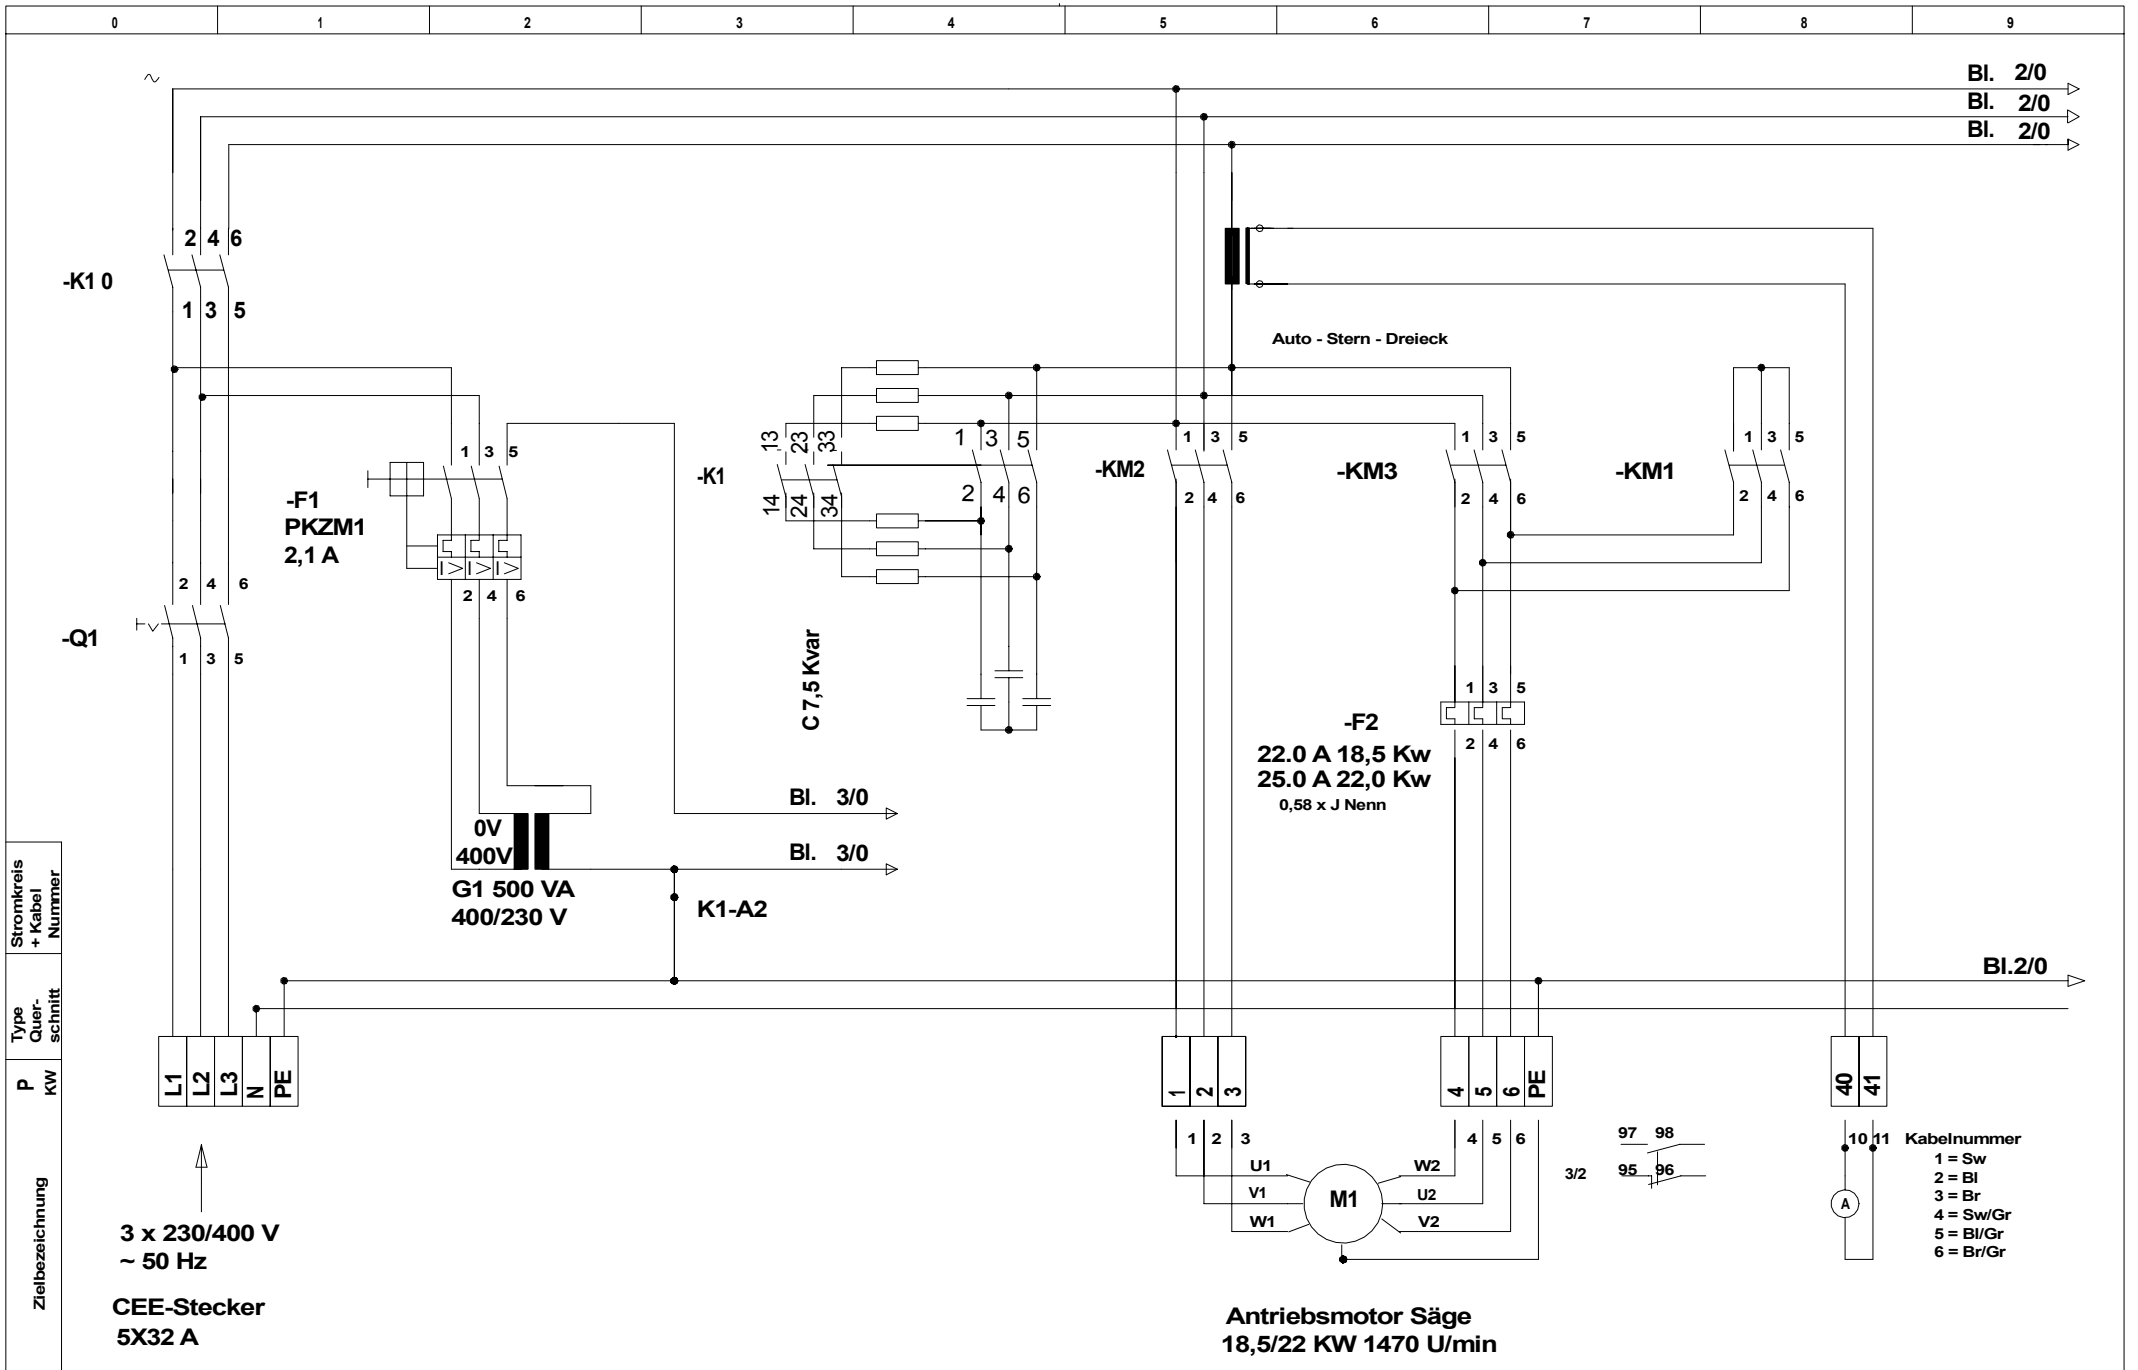 0 1 2 3 4 5 6 7 8 9
Bl. 2/0
Bl. 2/0
Bl. 2/0
2 4 6
-K1 0
1 3 5
Auto - Stern - Dreieck
-F1
PKZM1
2,1 A
1 3 5
I> I> I>
2 4 6
-K1
13 23 33
14 24 34
1 3 5
2 4 6
-KM2
1 3 5
2 4 6
-KM3
1 3 5
2 4 6
-KM1
1 3 5
2 4 6
2 4 6
-Q1
1 3 5
C 7,5 Kvar
-F2
22.0 A 18,5 Kw
25.0 A 22,0 Kw
0,58 x J Nenn
1 3 5
2 4 6
Bl. 3/0
Bl. 3/0
0V
400V
G1 500 VA
400/230 V
K1-A2
Bl.2/0
Stromkreis
+ Kabel
Nummer
Type
Quer-
schnitt
P
KW
Zielbezeichnung
L1 L2 L3 N PE
1 2 3
4 5 6 PE
40 41
3 x 230/400 V
~ 50 Hz
CEE-Stecker
5X32 A
1 2 3
U1
V1
W1
M1
4 5 6
W2
U2
V2
97 98
3/2 95 96
10 11
A
Kabelnummer
1 = Sw
2 = Bl
3 = Br
4 = Sw/Gr
5 = Bl/Gr
6 = Br/Gr
Antriebsmotor Säge
18,5/22 KW 1470 U/min